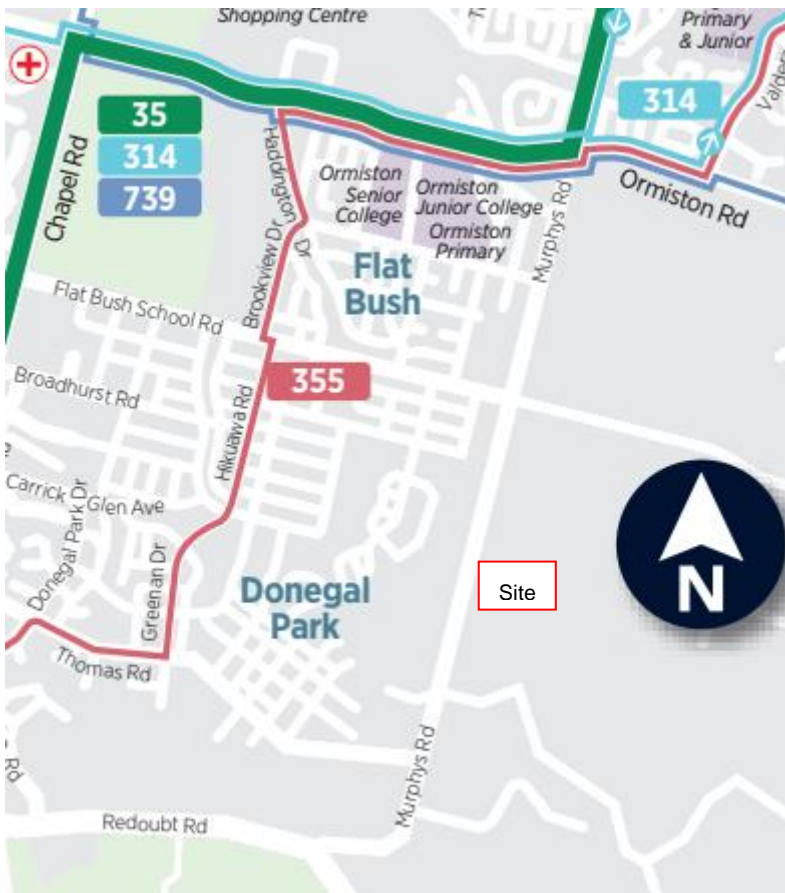 Shopping Centre
Primary
& Junior
35
314
739
314
Chapel Rd
Haddington Dr
Ormiston
Senior
College
Ormiston
Junior College
Ormiston
Primary
Ormiston Rd
Murphys Rd
Brookview Dr
Flat
Bush
Flat Bush School Rd
355
Broadhurst Rd
Hikuawa Rd
Carrick Glen Ave
Donegal Park Dr
Greenan Dr
Donegal
Park
Site
N
Thomas Rd
Murphys Rd
Rd
Redoubt Rd